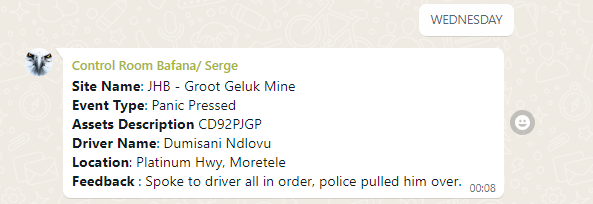 WEDNESDAY
Control Room Bafana/ Serge
Site Name: JHB - Groot Geluk Mine
Event Type: Panic Pressed
Assets Description CD92PJGP
Driver Name: Dumisani Ndlovu
Location: Platinum Hwy, Moretele
Feedback : Spoke to driver all in order, police pulled him over.
00:08